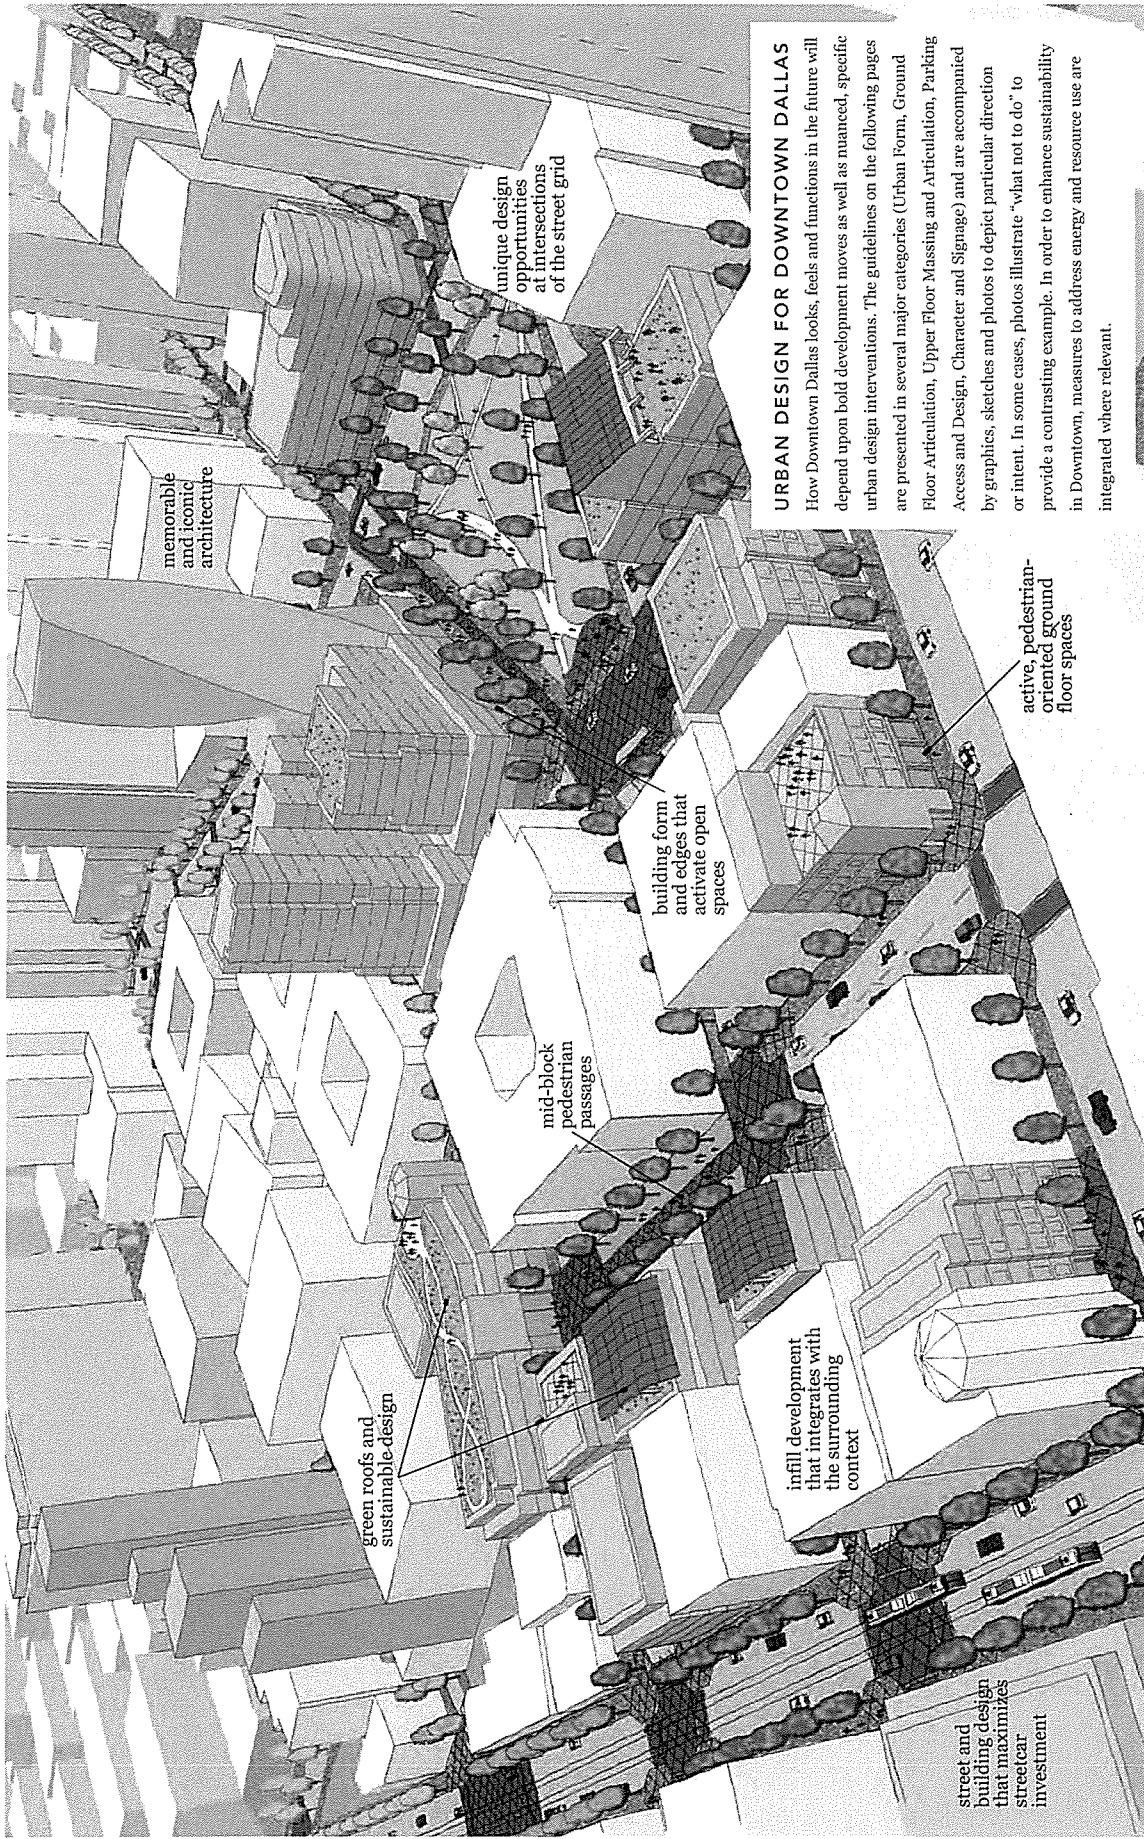 URBAN DESIGN FOR DOWNTOWN DALLAS
How Downtown Dallas looks, feels and functions in the future will
depend upon bold development moves as well as nuanced, specific
urban design interventions. The guidelines on the following pages
are presented in several major categories (Urban Form, Ground
Floor Articulation, Upper Floor Massing and Articulation, Parking
Access and Design, Character and Signage) and are accompanied
by graphics, sketches and photos to depict particular direction
or intent. In some cases, photos illustrate "what not to do" to
provide a contrasting example. In order to enhance sustainability
in Downtown, measures to address energy and resource use are
integrated where relevant.
memorable
and iconic
architecture
unique design
opportunities
at intersections
of the street grid
green roofs and
sustainable design
mid-block
pedestrian
passages
building form
and edges that
activate open
spaces
active, pedestrian-
oriented ground
floor spaces
infill development
that integrates with
the surrounding
context
street and
building design
that maximizes
streetcar
investment